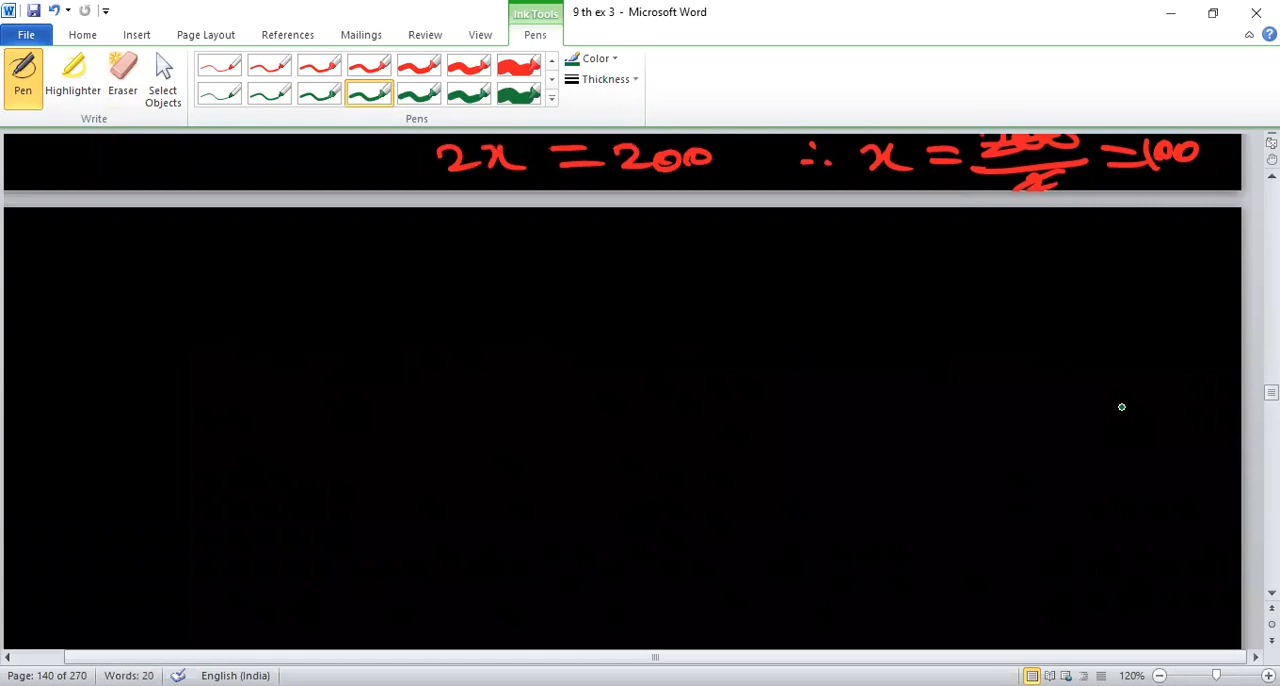 Ink Tools
9 th ex 3 - Microsoft Word
File Home Insert Page Layout References Mailings Review View Pens
Pen Highlighter Eraser Select Objects
Color
Thickness
Write Pens
2x = 200 ∴ x = 200/2 = 100
Page: 140 of 270 Words: 20 English (India) 120%